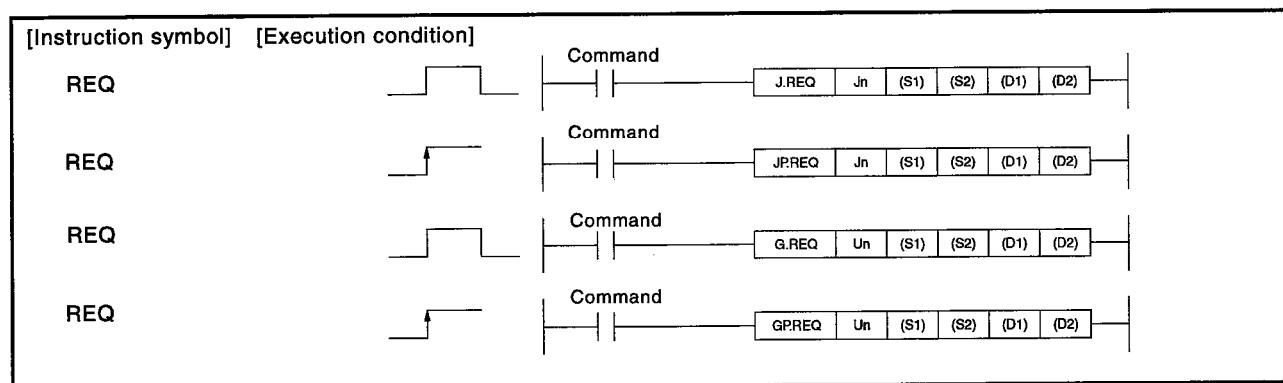 [Instruction symbol] [Execution condition]
Command
REQ J.REQ Jn (S1) (S2) (D1) (D2)
Command
REQ JP.REQ Jn (S1) (S2) (D1) (D2)
Command
REQ G.REQ Un (S1) (S2) (D1) (D2)
Command
REQ GP.REQ Un (S1) (S2) (D1) (D2)